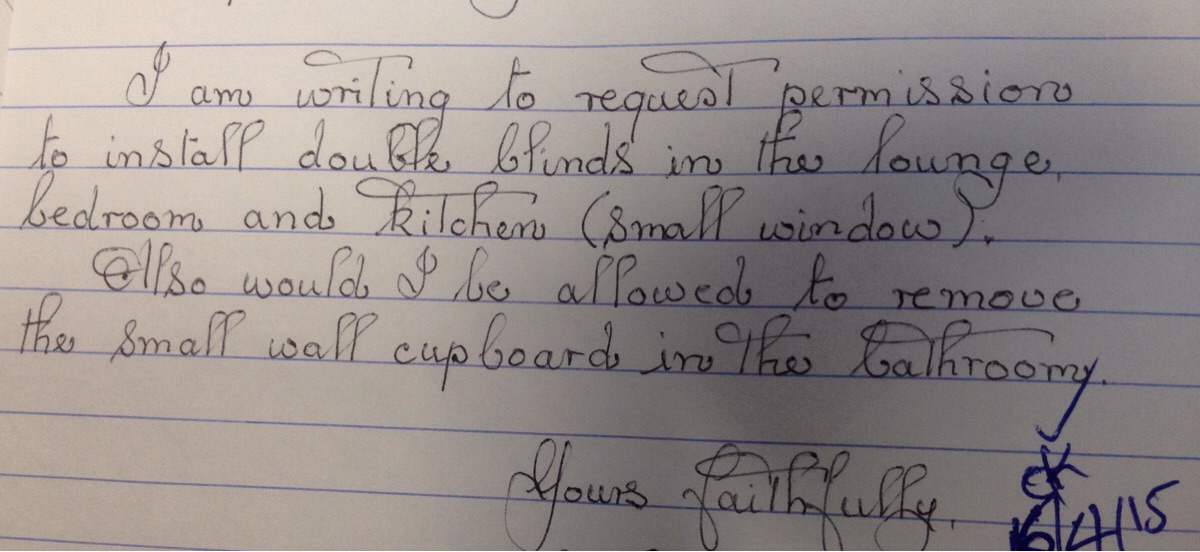 I am writing to request permission
to install double blinds in the lounge,
bedroom and kitchen (small window).
Also would I be allowed to remove
the small wall cupboard in the bathroom.
Yours faithfully,
OK
16/4/15